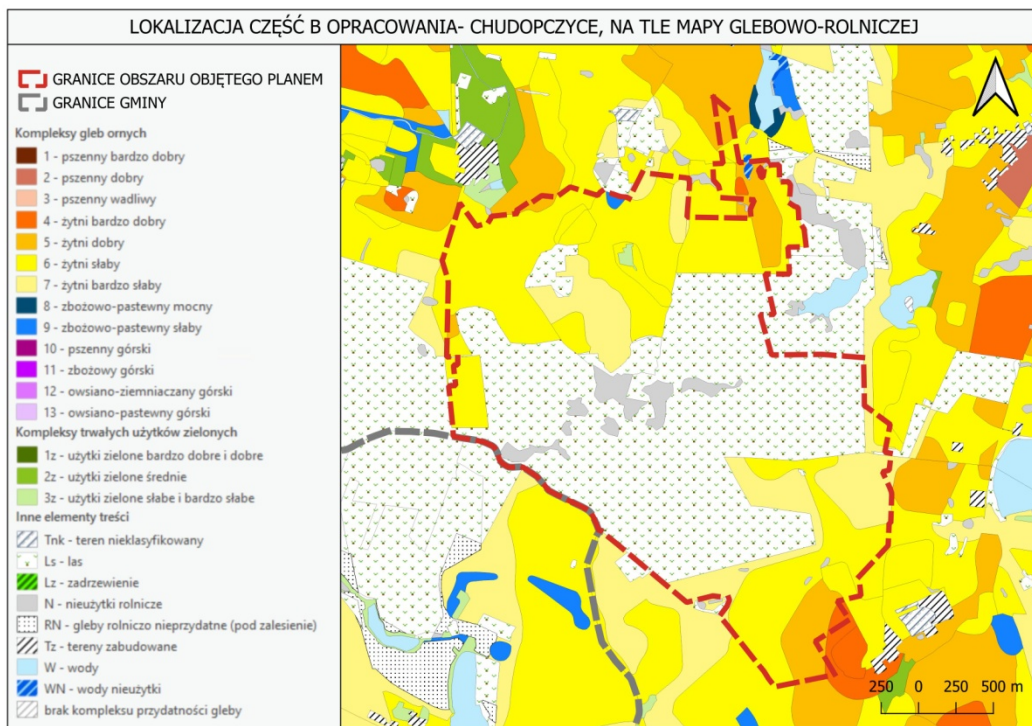 LOKALIZACJA CZĘŚĆ B OPRACOWANIA- CHUDOPCZYCE, NA TLE MAPY GLEBOWO-ROLNICZEJ
GRANICE OBSZARU OBJĘTEGO PLANEM
GRANICE GMINY
Kompleksy gleb ornych
1 - pszenny bardzo dobry
2 - pszenny dobry
3 - pszenny wadliwy
4 - żytni bardzo dobry
5 - żytni dobry
6 - żytni słaby
7 - żytni bardzo słaby
8 - zbożowo-pastewny mocny
9 - zbożowo-pastewny słaby
10 - pszenny górski
11 - zbożowy górski
12 - owsiano-ziemniaczany górski
13 - owsiano-pastewny górski
Kompleksy trwałych użytków zielonych
1z - użytki zielone bardzo dobre i dobre
2z - użytki zielone średnie
3z - użytki zielone słabe i bardzo słabe
Inne elementy treści
Tnk - teren nieklasyfikowany
Ls - las
Lz - zadrzewienie
N - nieużytki rolnicze
RN - gleby rolniczo nieprzydatne (pod zalesienie)
Tz - tereny zabudowane
W - wody
WN - wody nieużytki
brak kompleksu przydatności gleby
250 0 250 500 m